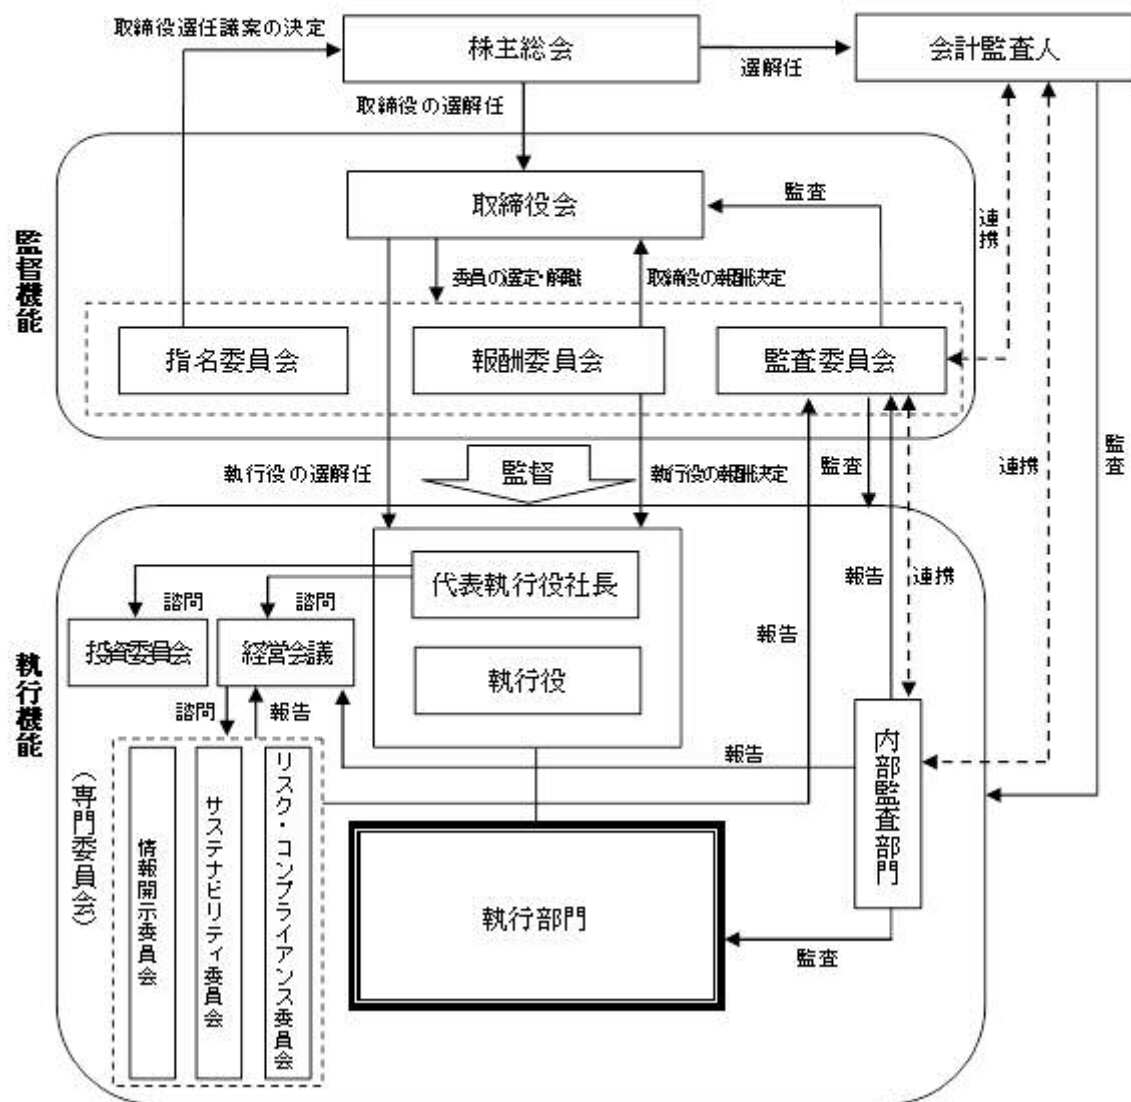 取締役選任議案の決定
株主総会
選解任
会計監査人
取締役の選解任
監督機能
取締役会
監査
連携
委員の選定・解職
取締役の報酬決定
指名委員会
報酬委員会
監査委員会
執行役の選解任
監督
執行役の報酬決定
監査
連携
監査
執行機能
代表執行役社長
諮問
諮問
報告
連携
投資委員会
経営会議
執行役
報告
諮問
報告
報告
内部監査部門
（専門委員会）
情報開示委員会
サステナビリティ委員会
リスク・コンプライアンス委員会
執行部門
監査